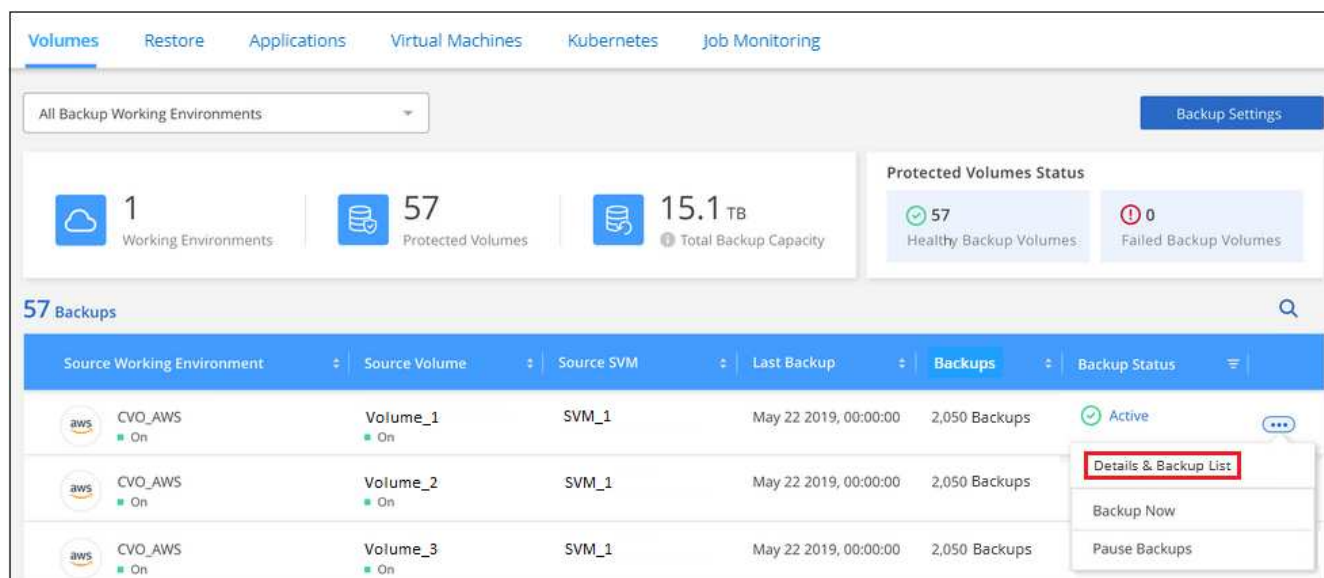 Volumes Restore Applications Virtual Machines Kubernetes Job Monitoring
All Backup Working Environments
Backup Settings
1
Working Environments
57
Protected Volumes
15.1 TB
Total Backup Capacity
Protected Volumes Status
57
Healthy Backup Volumes
0
Failed Backup Volumes
57 Backups
Source Working Environment Source Volume Source SVM Last Backup Backups Backup Status
aws CVO_AWS Volume_1 SVM_1 May 22 2019, 00:00:00 2,050 Backups Active
On On
Details & Backup List
aws CVO_AWS Volume_2 SVM_1 May 22 2019, 00:00:00 2,050 Backups
On On
Backup Now
aws CVO_AWS Volume_3 SVM_1 May 22 2019, 00:00:00 2,050 Backups
Pause Backups
On On